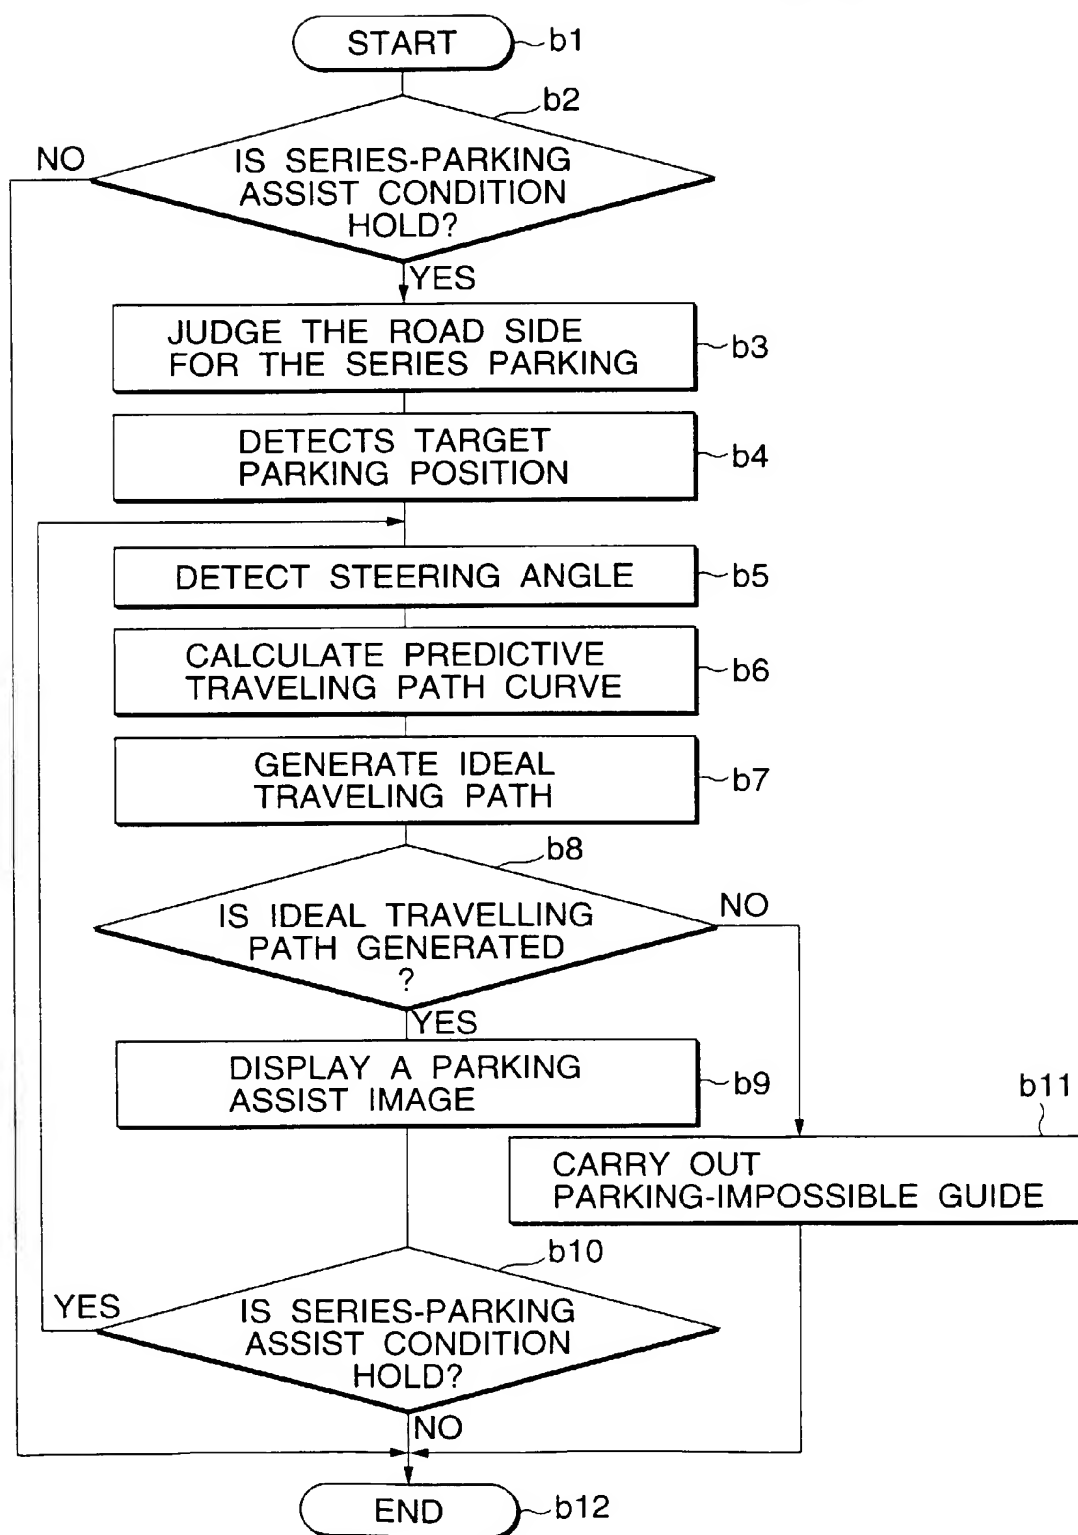 START
b1
b2
NO
IS SERIES-PARKING
ASSIST CONDITION
HOLD?
YES
JUDGE THE ROAD SIDE
FOR THE SERIES PARKING
b3
DETECTS TARGET
PARKING POSITION
b4
DETECT STEERING ANGLE
b5
CALCULATE PREDICTIVE
TRAVELING PATH CURVE
b6
GENERATE IDEAL
TRAVELING PATH
b7
b8
IS IDEAL TRAVELLING
PATH GENERATED
?
NO
YES
DISPLAY A PARKING
ASSIST IMAGE
b9
b11
CARRY OUT
PARKING-IMPOSSIBLE GUIDE
b10
YES
IS SERIES-PARKING
ASSIST CONDITION
HOLD?
NO
END
b12